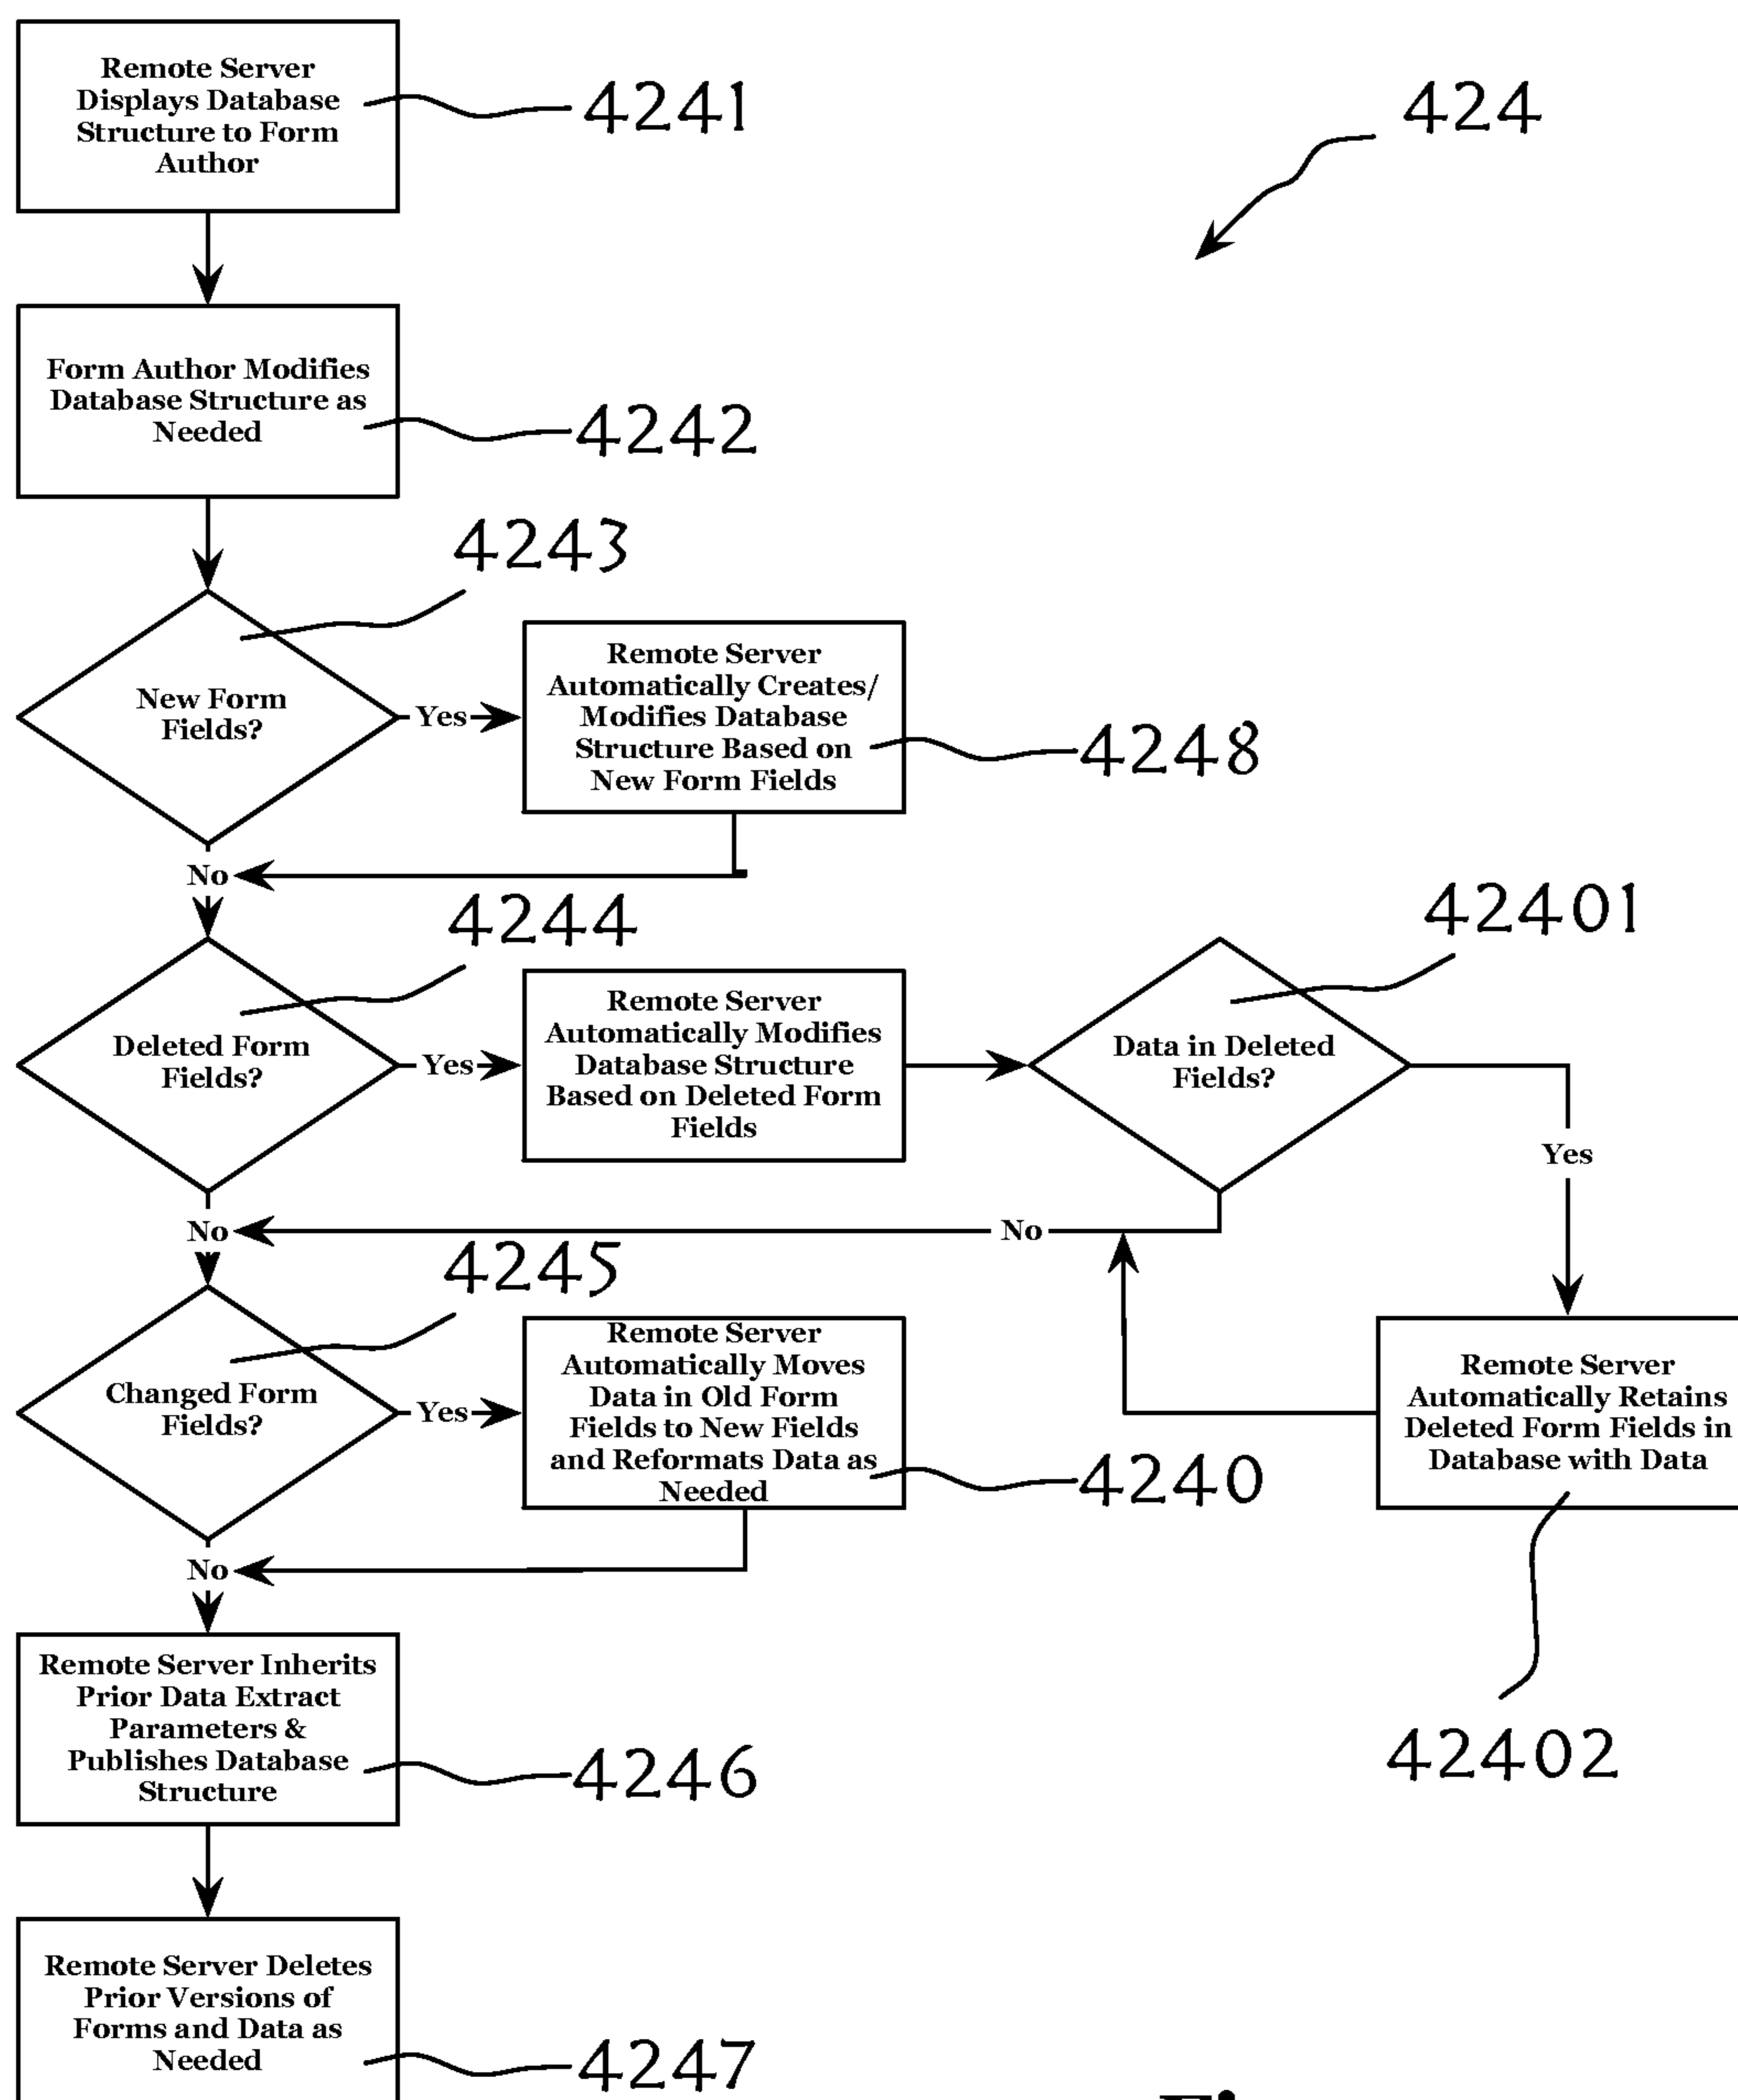 Remote Server
Displays Database
Structure to Form
Author
4241
424
Form Author Modifies
Database Structure as
Needed
4242
4243
New Form
Fields?
Yes
Remote Server
Automatically Creates/
Modifies Database
Structure Based on
New Form Fields
4248
No
4244
Deleted Form
Fields?
Yes
Remote Server
Automatically Modifies
Database Structure
Based on Deleted Form
Fields
42401
Data in Deleted
Fields?
Yes
No
No
4245
Changed Form
Fields?
Yes
Remote Server
Automatically Moves
Data in Old Form
Fields to New Fields
and Reformats Data as
Needed
4240
Remote Server
Automatically Retains
Deleted Form Fields in
Database with Data
42402
No
Remote Server Inherits
Prior Data Extract
Parameters &
Publishes Database
Structure
4246
Remote Server Deletes
Prior Versions of
Forms and Data as
Needed
4247